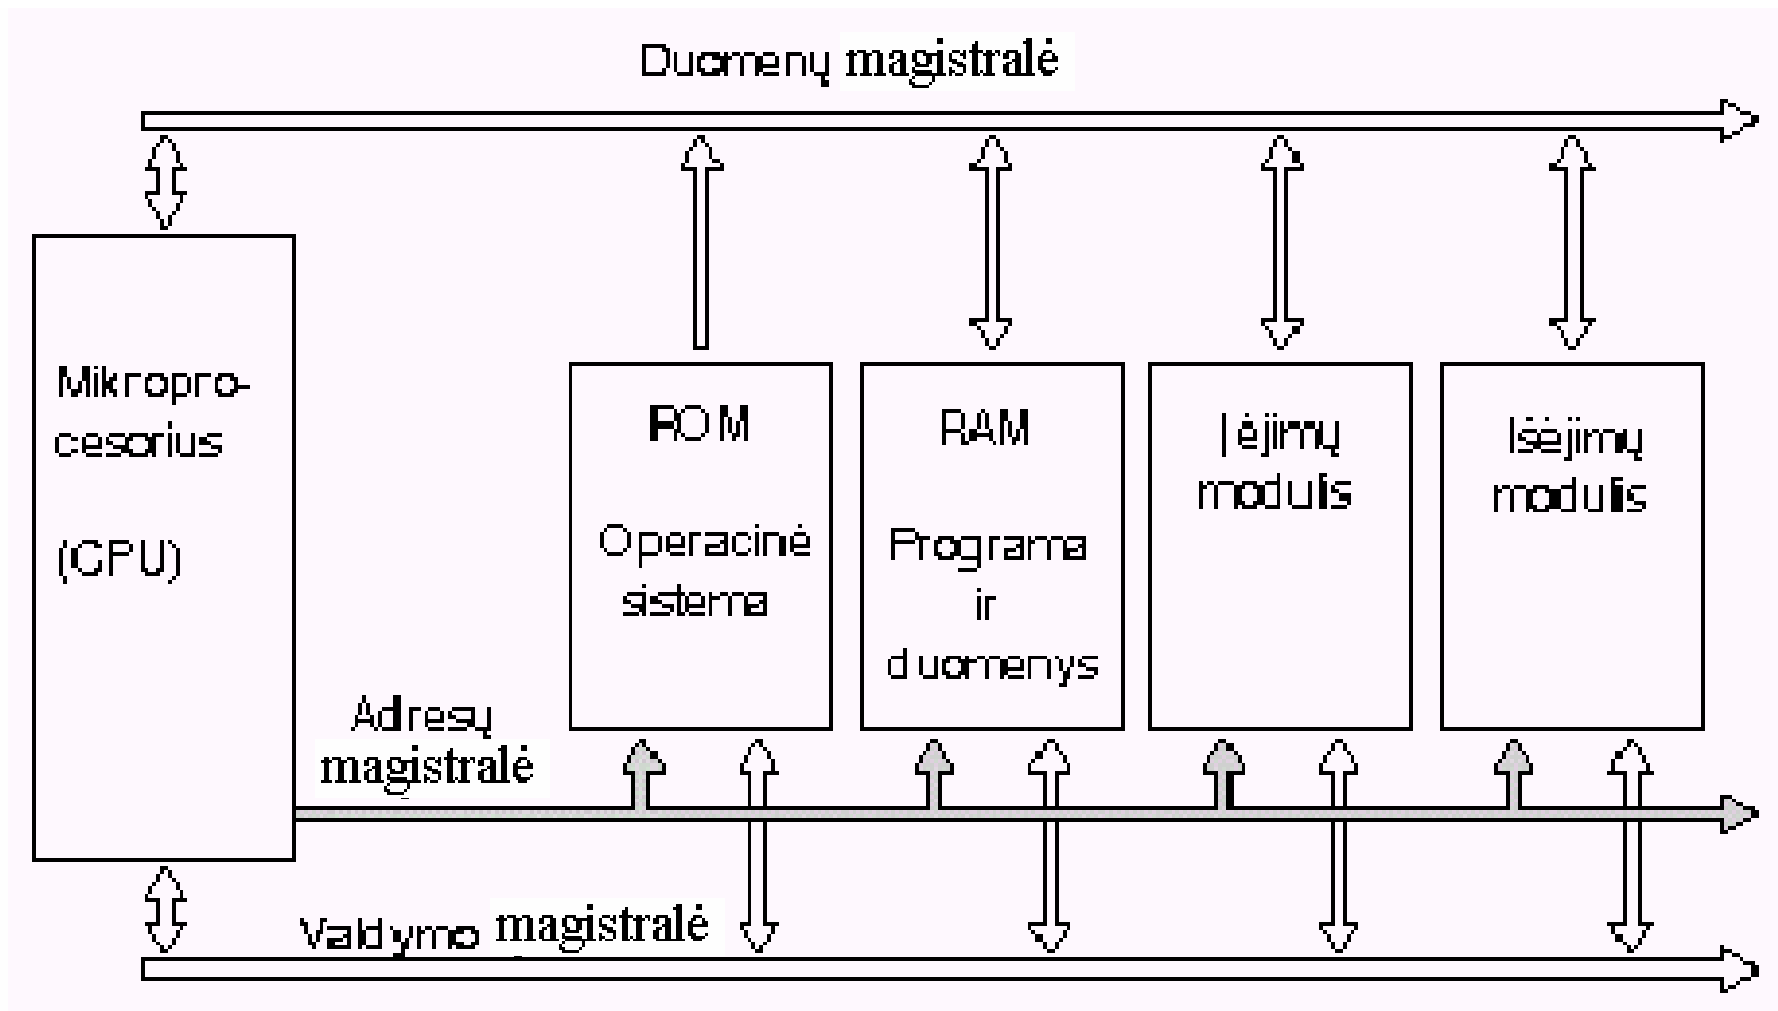 Duomenų magistralė
Mikropro-
cesorius
(CPU)
ROM
Operacinė
sistema
RAM
Programa
ir
duomenys
Įėjimų
modulis
Išėjimų
modulis
Adresų
magistralė
Valdymo magistralė